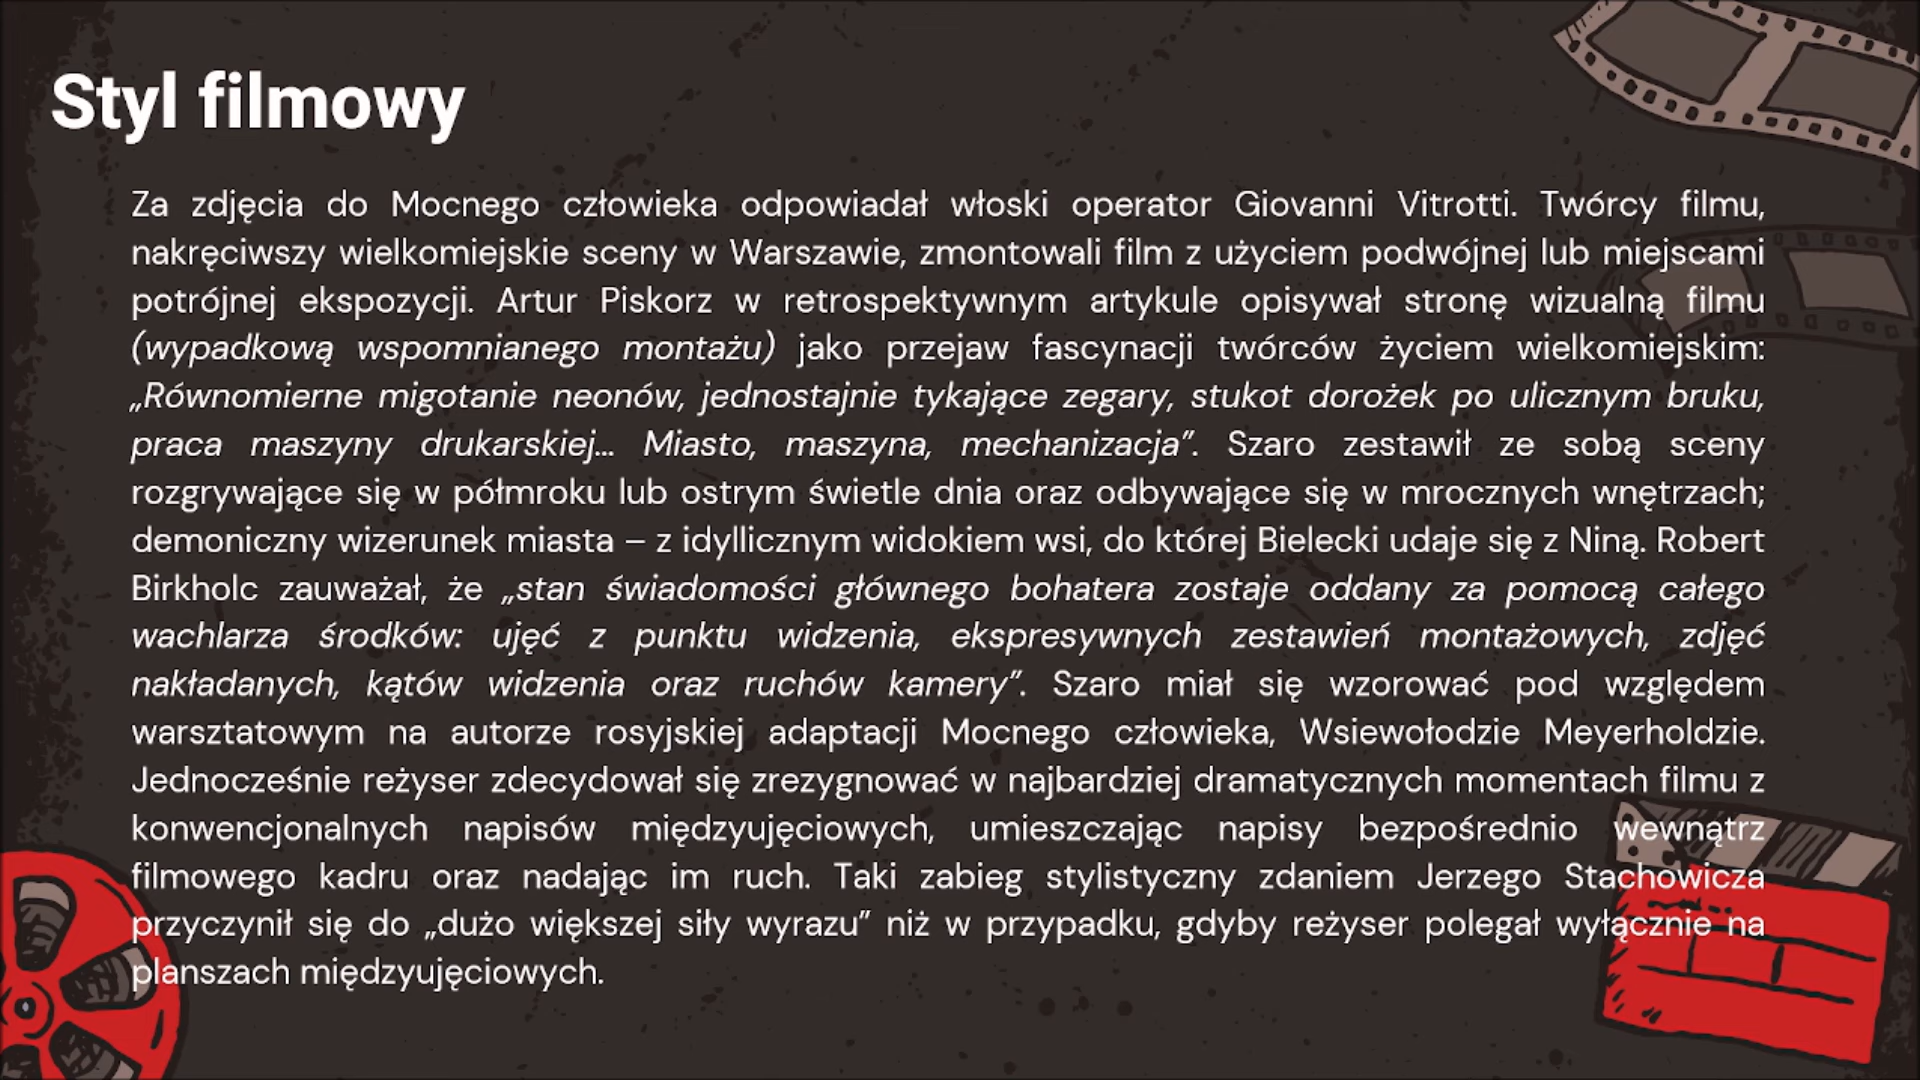 Styl filmowy
Za zdjęcia do Mocnego człowieka odpowiadał włoski operator Giovanni Vitrotti. Twórcy filmu,
nakręciwszy wielkomiejskie sceny w Warszawie, zmontowali film z użyciem podwójnej lub miejscami
potrójnej ekspozycji. Artur Piskorz w retrospektywnym artykule opisywał stronę wizualną filmu
(wypadkową wspomnianego montażu) jako przejaw fascynacji twórców życiem wielkomiejskim:
„Równomierne migotanie neonów, jednostajnie tykające zegary, stukot dorożek po ulicznym bruku,
praca maszyny drukarskiej... Miasto, maszyna, mechanizacja”. Szaro zestawił ze sobą sceny
rozgrywające się w półmroku lub ostrym świetle dnia oraz odbywające się w mrocznych wnętrzach;
demoniczny wizerunek miasta – z idyllicznym widokiem wsi, do której Bielecki udaje się z Niną. Robert
Birkholc zauważał, że „stan świadomości głównego bohatera zostaje oddany za pomocą całego
wachlarza środków: ujęć z punktu widzenia, ekspresywnych zestawień montażowych, zdjęć
nakładanych, kątów widzenia oraz ruchów kamery”. Szaro miał się wzorować pod względem
warsztatowym na autorze rosyjskiej adaptacji Mocnego człowieka, Wsiewołodzie Meyerholdzie.
Jednocześnie reżyser zdecydował się zrezygnować w najbardziej dramatycznych momentach filmu z
konwencjonalnych napisów międzyujęciowych, umieszczając napisy bezpośrednio wewnątrz
filmowego kadru oraz nadając im ruch. Taki zabieg stylistyczny zdaniem Jerzego Stachowicza
przyczynił się do „dużo większej siły wyrazu” niż w przypadku, gdyby reżyser polegał wyłącznie na
planszach międzyujęciowych.